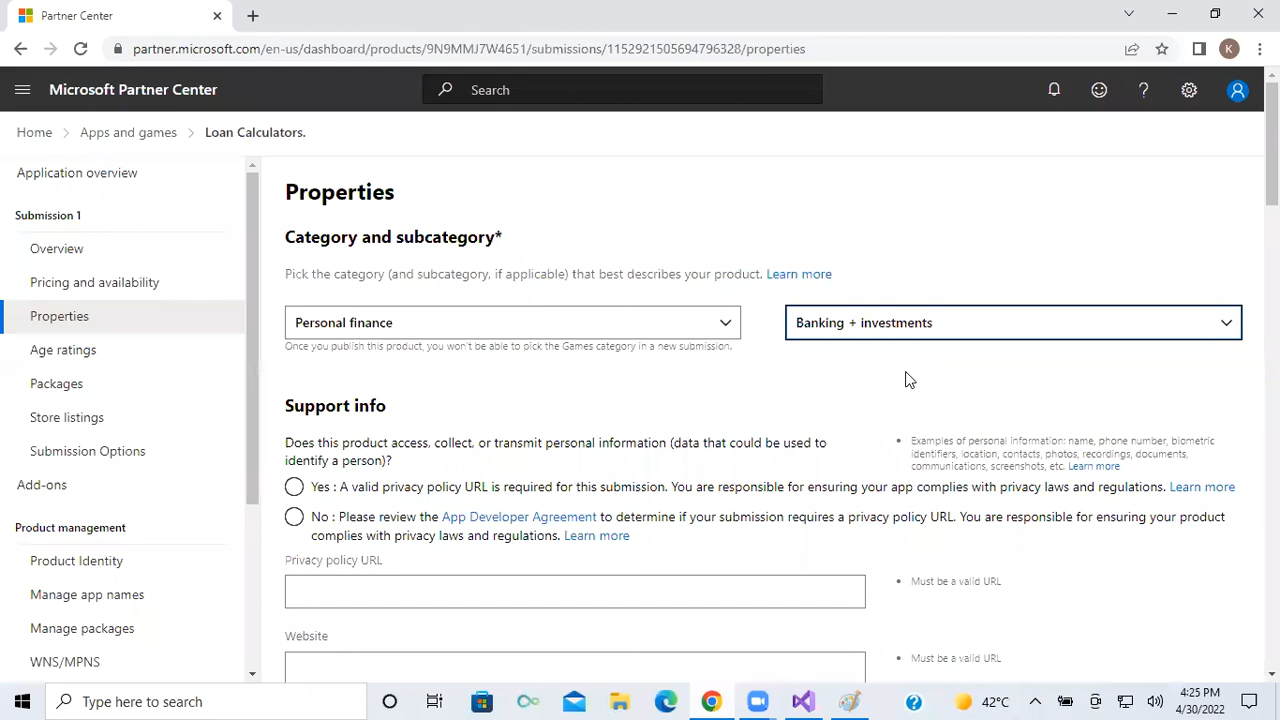 Partner Center
partner.microsoft.com/en-us/dashboard/products/9N9MMJ7W4651/submissions/1152921505694796328/properties
K
Microsoft Partner Center
Search
Home > Apps and games > Loan Calculators.
Application overview
Submission 1
Overview
Pricing and availability
Properties
Age ratings
Packages
Store listings
Submission Options
Add-ons
Product management
Product Identity
Manage app names
Manage packages
WNS/MPNS
Properties
Category and subcategory*
Pick the category (and subcategory, if applicable) that best describes your product. Learn more
Personal finance
Banking + investments
Once you publish this product, you won't be able to pick the Games category in a new submission.
Support info
Does this product access, collect, or transmit personal information (data that could be used to
identify a person)?
• Examples of personal information: name, phone number, biometric
identifiers, location, contacts, photos, recordings, documents,
communications, screenshots, etc. Learn more
Yes : A valid privacy policy URL is required for this submission. You are responsible for ensuring your app complies with privacy laws and regulations. Learn more
No : Please review the App Developer Agreement to determine if your submission requires a privacy policy URL. You are responsible for ensuring your product
complies with privacy laws and regulations. Learn more
Privacy policy URL
• Must be a valid URL
Website
• Must be a valid URL
Type here to search
42°C
4:25 PM
4/30/2022